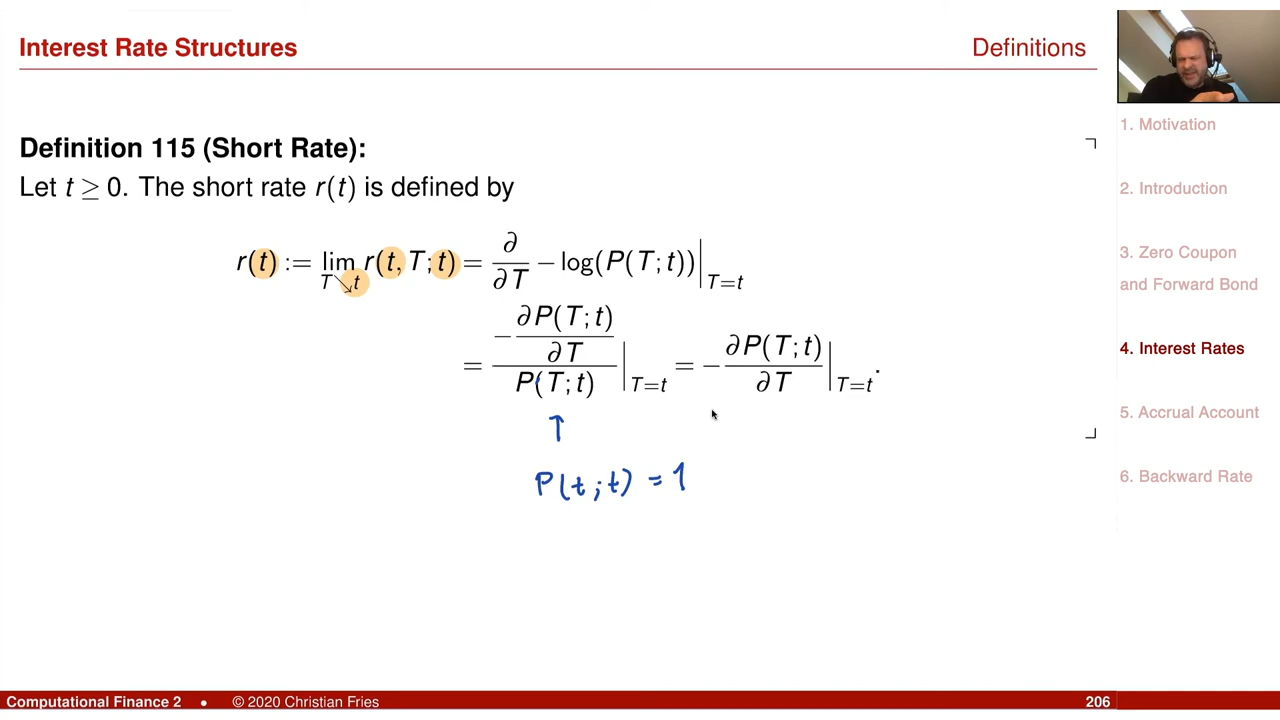 Interest Rate Structures Definitions
Definition 115 (Short Rate):
Let t ≥ 0. The short rate r(t) is defined by
r(t) := lim_{T↘t} r(t, T; t) = ∂/∂T − log(P(T; t))|_{T=t}
= (− ∂P(T; t)/∂T) / P(T; t) |_{T=t} = − ∂P(T; t)/∂T |_{T=t}.
↑
P(t;t) = 1
1. Motivation
2. Introduction
3. Zero Coupon
and Forward Bond
4. Interest Rates
5. Accrual Account
6. Backward Rate
Computational Finance 2 • © 2020 Christian Fries 206